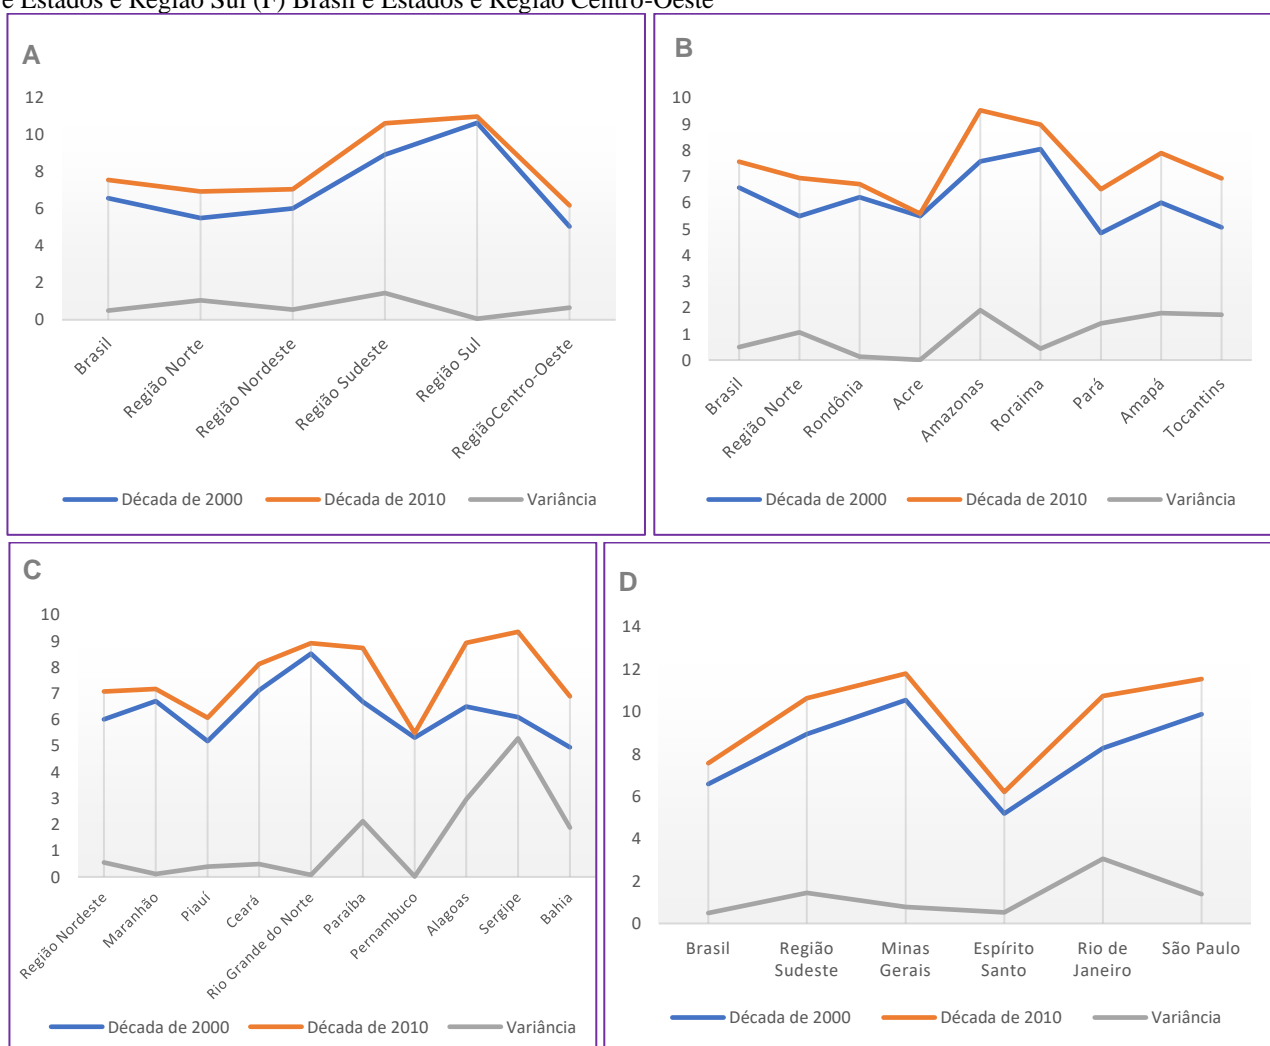 e Estados e Região Sul (F) Brasil e Estados e Região Centro-Oeste
A
12
10
8
6
4
2
0
Brasil
Região Norte
Região Nordeste
Região Sudeste
Região Sul
RegiãoCentro-Oeste
Década de 2000 Década de 2010 Variância
B
10
9
8
7
6
5
4
3
2
1
0
Brasil
Região Norte
Rondônia
Acre
Amazonas
Roraima
Pará
Amapá
Tocantins
Década de 2000 Década de 2010 Variância
C
10
9
8
7
6
5
4
3
2
1
0
Região Nordeste
Maranhão
Piauí
Ceará
Rio Grande do Norte
Paraíba
Pernambuco
Alagoas
Sergipe
Bahia
Década de 2000 Década de 2010 Variância
D
14
12
10
8
6
4
2
0
Brasil
Região
Sudeste
Minas
Gerais
Espírito
Santo
Rio de
Janeiro
São Paulo
Década de 2000 Década de 2010 Variância